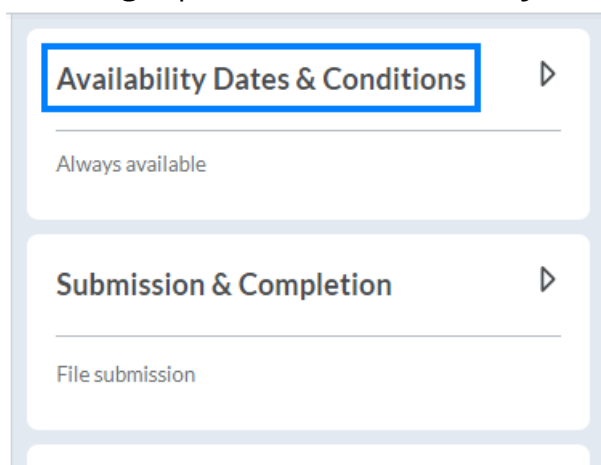 Availability Dates & Conditions
Always available
Submission & Completion
File submission